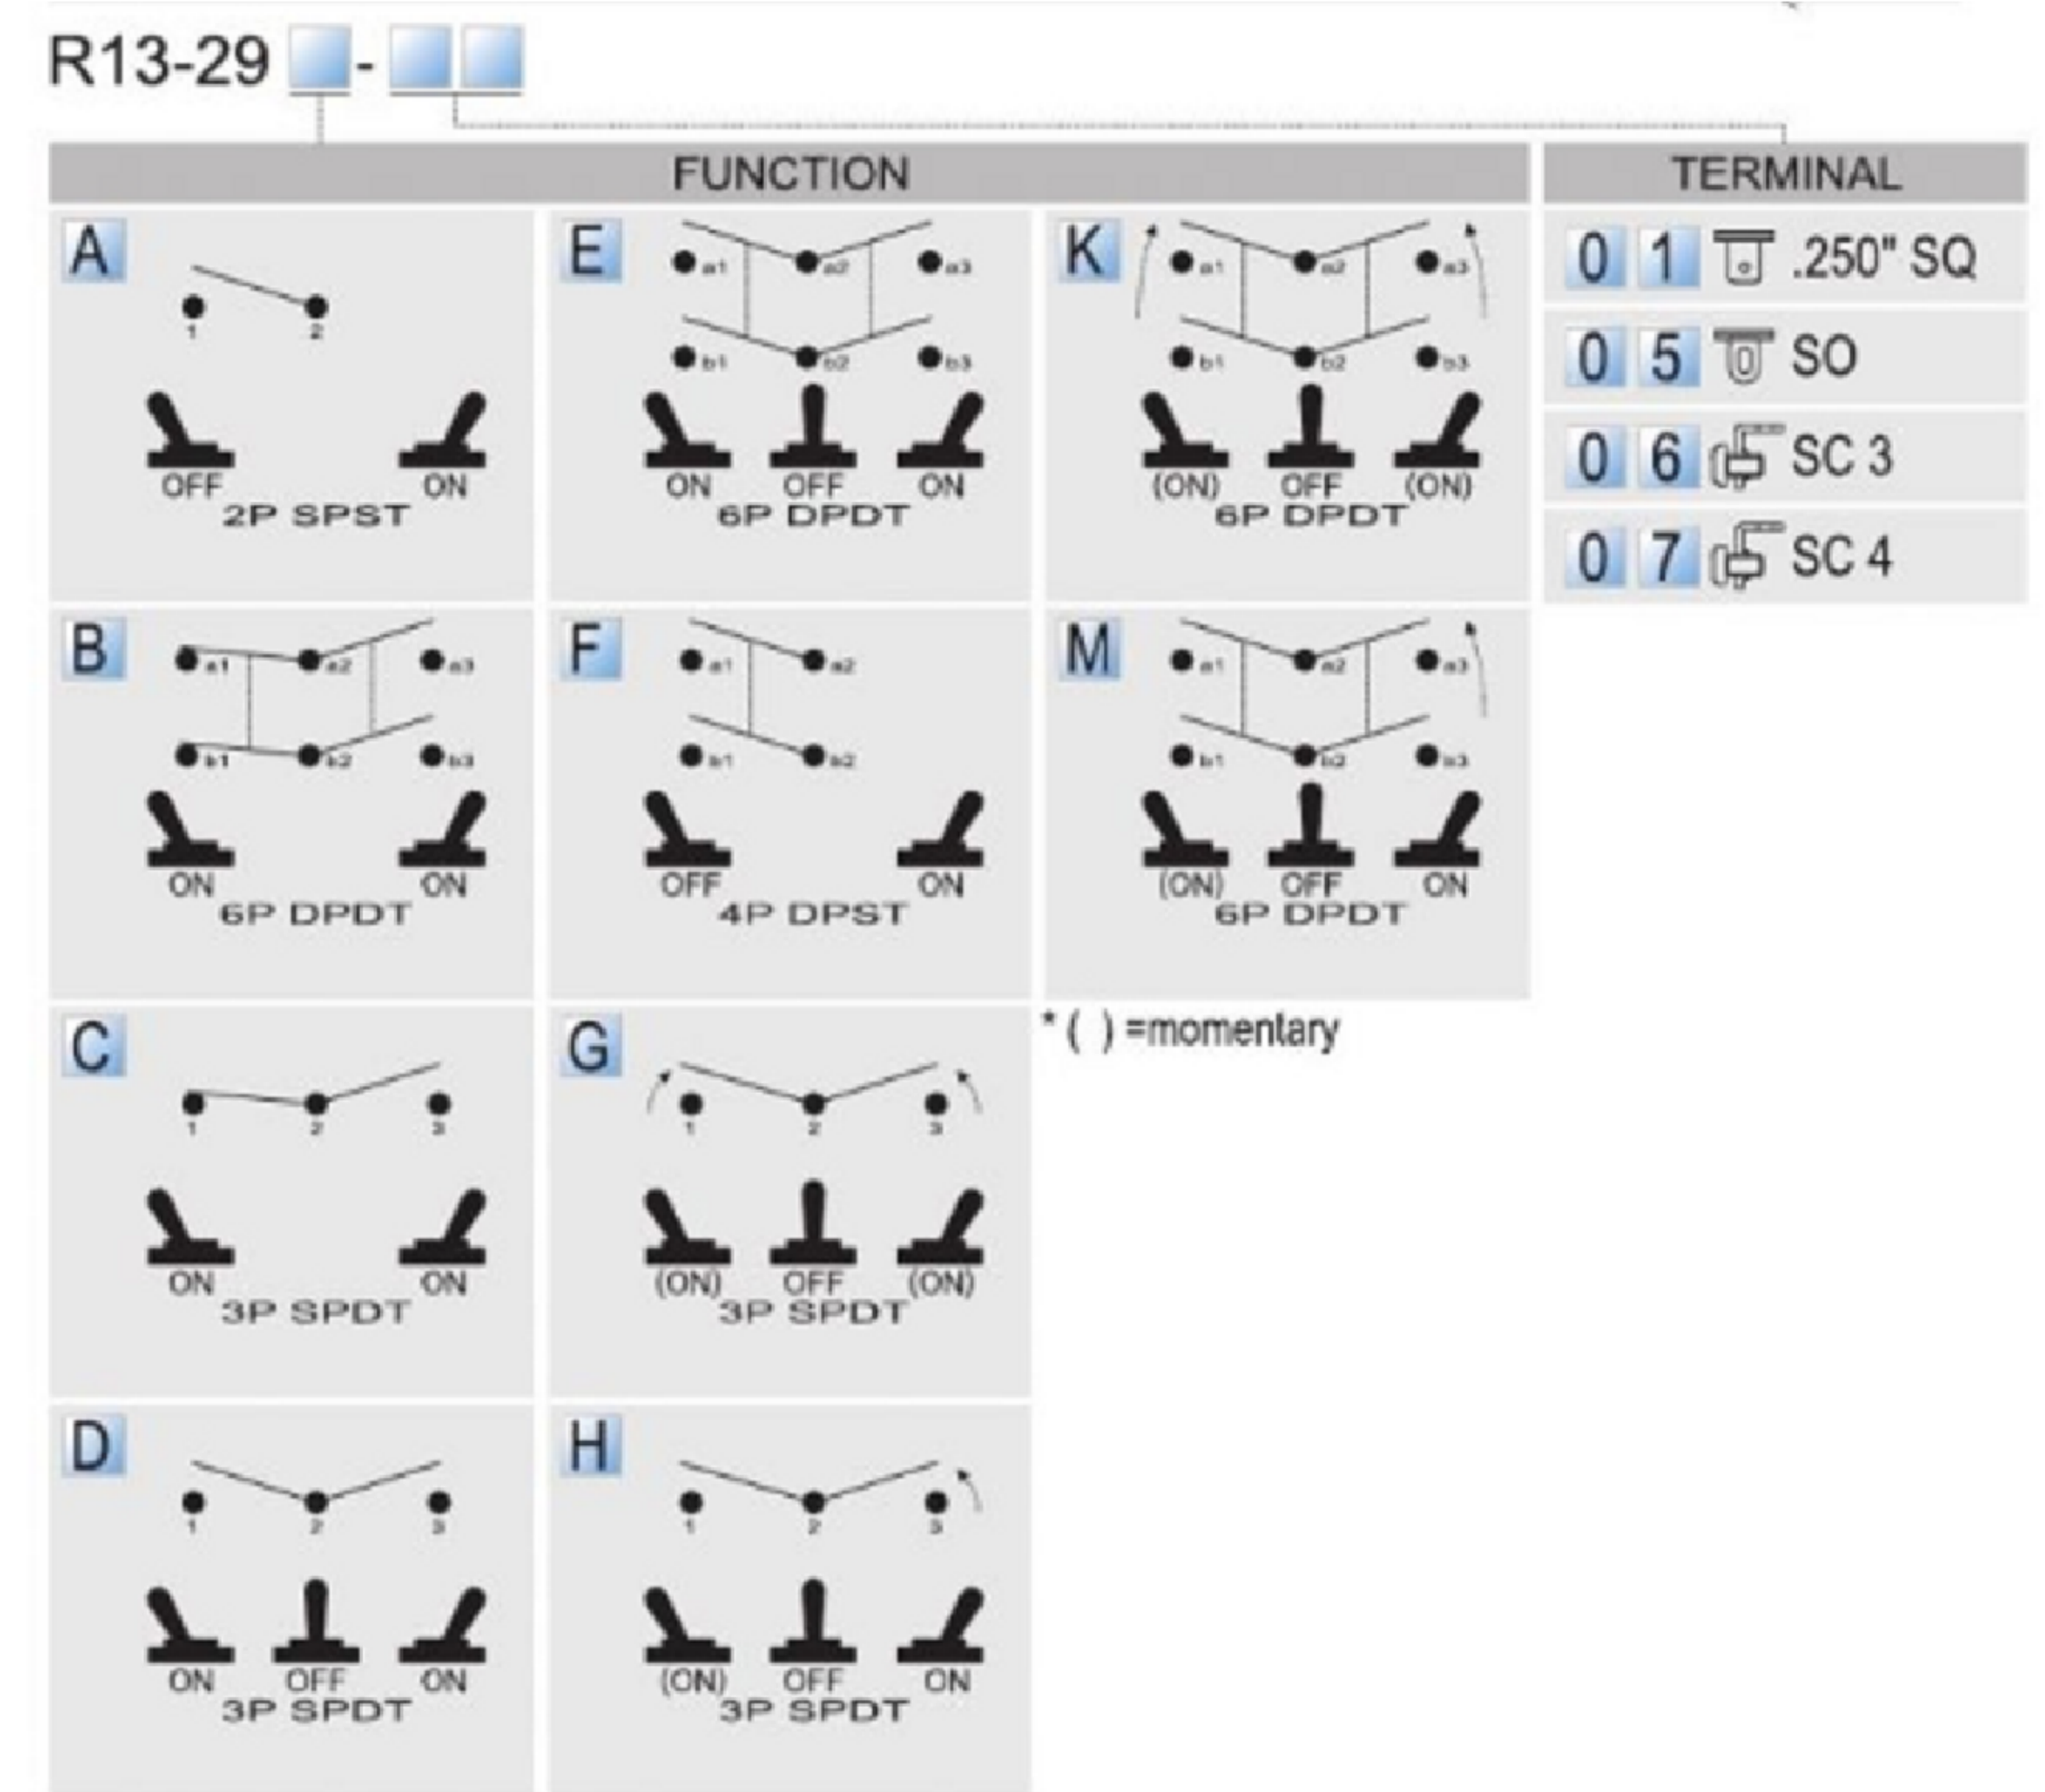 R13-29 -
FUNCTION
A
1 2
OFF ON
2P SPST
B
a1 a2 a3
b1 b2 b3
ON ON
6P DPDT
C
1 2 3
ON ON
3P SPDT
D
1 2 3
ON OFF ON
3P SPDT
E
a1 a2 a3
b1 b2 b3
ON OFF ON
6P DPDT
F
a1 a2
b1 b2
OFF ON
4P DPST
G
1 2 3
(ON) OFF (ON)
3P SPDT
H
1 2 3
(ON) OFF ON
3P SPDT
K
a1 a2 a3
b1 b2 b3
(ON) OFF (ON)
6P DPDT
M
a1 a2 a3
b1 b2 b3
(ON) OFF ON
6P DPDT
* ( ) =momentary
TERMINAL
0 1 .250" SQ
0 5 SO
0 6 SC 3
0 7 SC 4